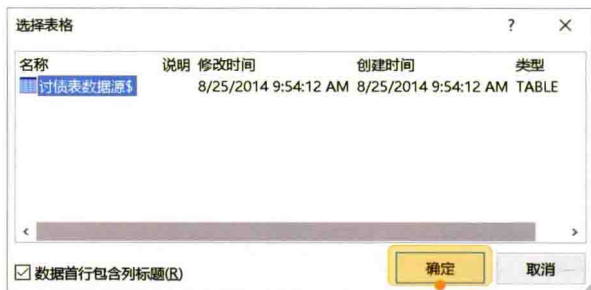 选择表格 ? ×
名称 说明 修改时间 创建时间 类型
讨债表数据源$ 8/25/2014 9:54:12 AM 8/25/2014 9:54:12 AM TABLE
数据首行包含列标题(R) 确定 取消